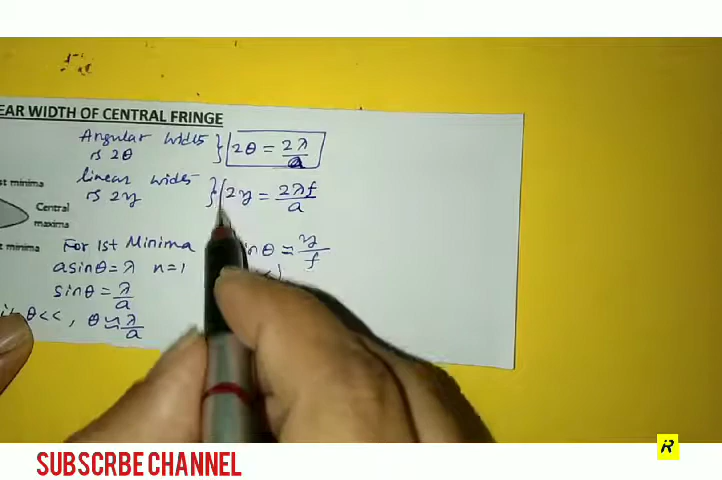 EAR WIDTH OF CENTRAL FRINGE
Angular width
is 2θ
2θ = 2λ/a
st minima
linear width
is 2y
2y = 2λf/a
Central
maxima
t minima
For 1st Minima
inθ ≈ y/f
a sinθ = λ n=1
sinθ = λ/a
θ<<, θ ≈ λ/a
SUBSCRBE CHANNEL
R